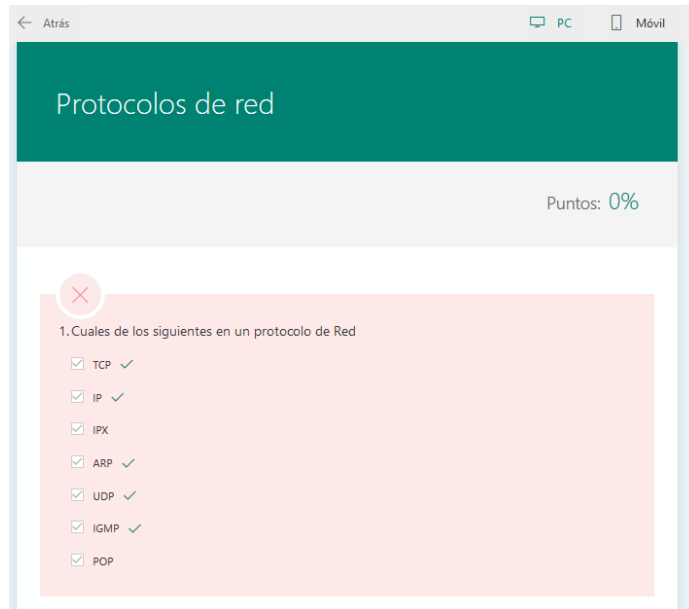 Atrás
PC
Móvil
Protocolos de red
Puntos: 0%
1. Cuales de los siguientes en un protocolo de Red
TCP
IP
IPX
ARP
UDP
IGMP
POP